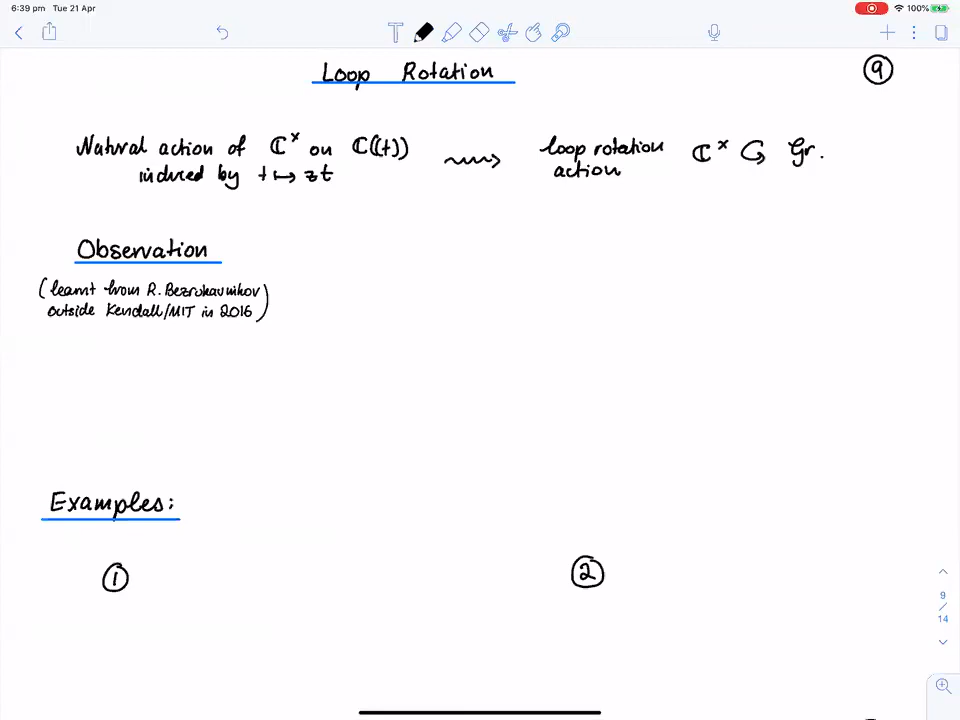 6:39 pm Tue 21 Apr
100%
Loop Rotation
9
Natural action of ℂ^× on ℂ((t))
induced by t ↦ zt
loop rotation
action
ℂ^× ↻ Gr.
Observation
(learnt from R. Bezrukavnikov
outside Kendall/MIT in 2016)
Examples:
1
2
9
/
14